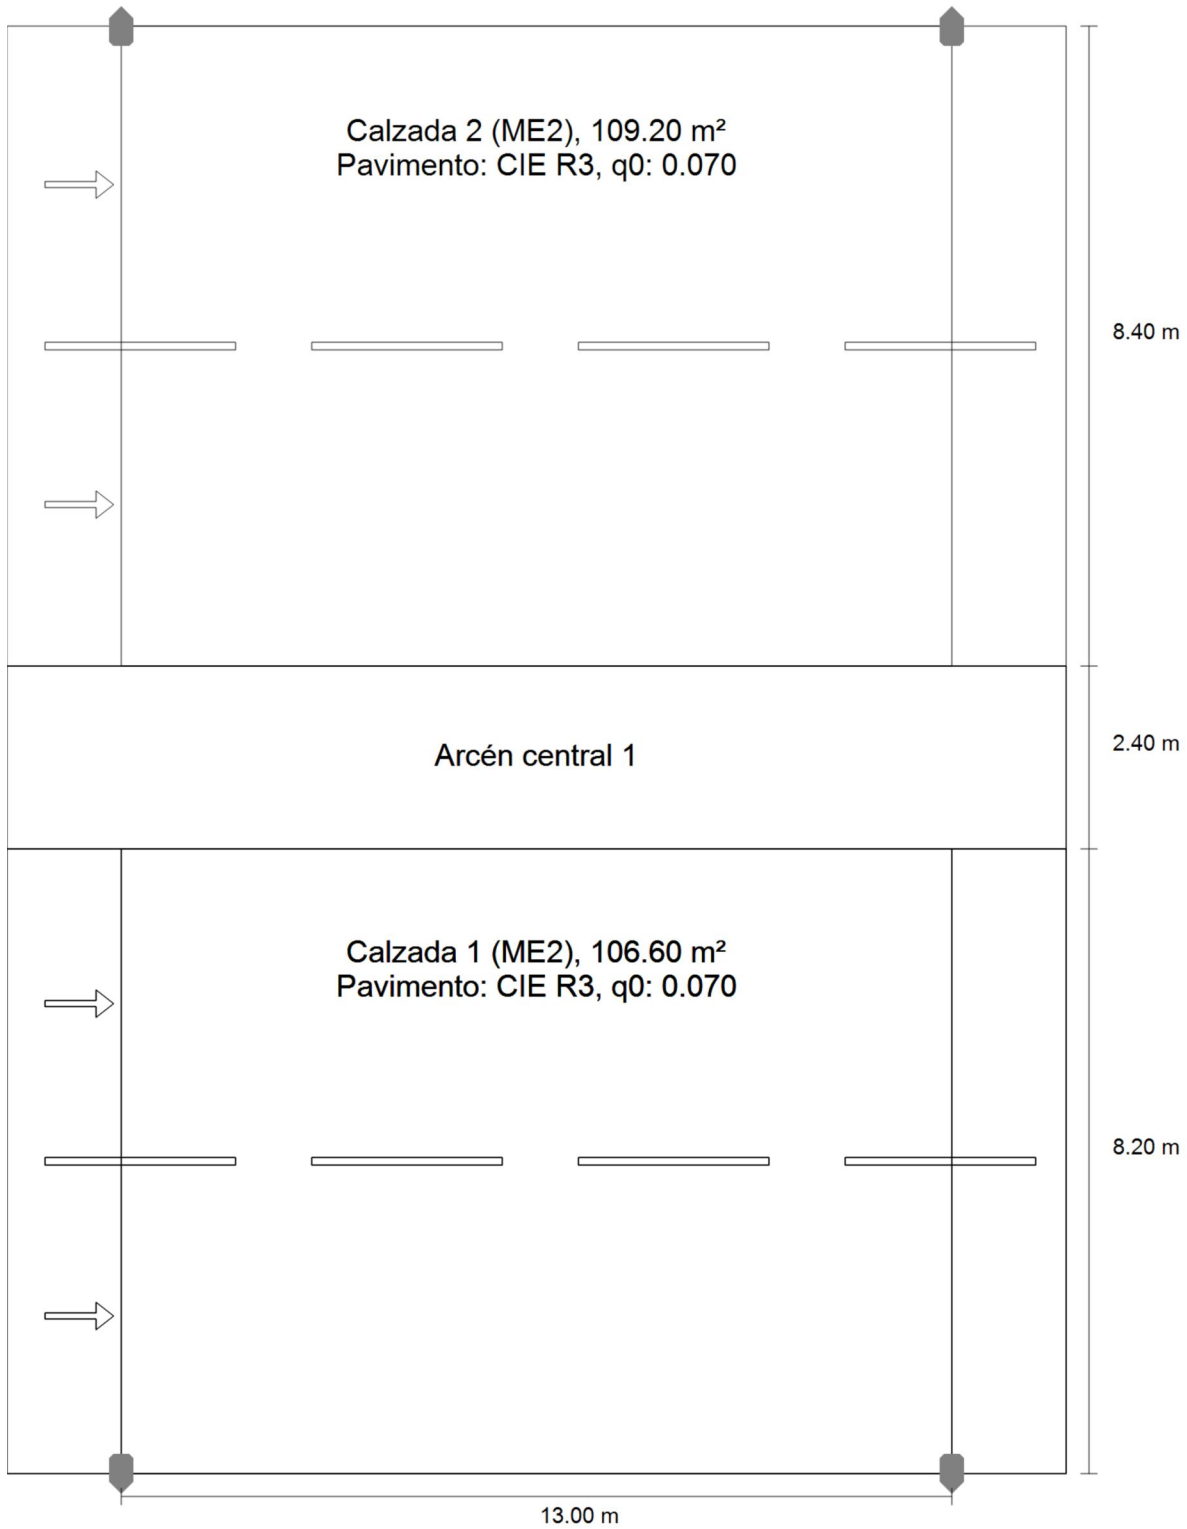 Calzada 2 (ME2), 109.20 m²
Pavimento: CIE R3, q0: 0.070
8.40 m
Arcén central 1
2.40 m
Calzada 1 (ME2), 106.60 m²
Pavimento: CIE R3, q0: 0.070
8.20 m
13.00 m